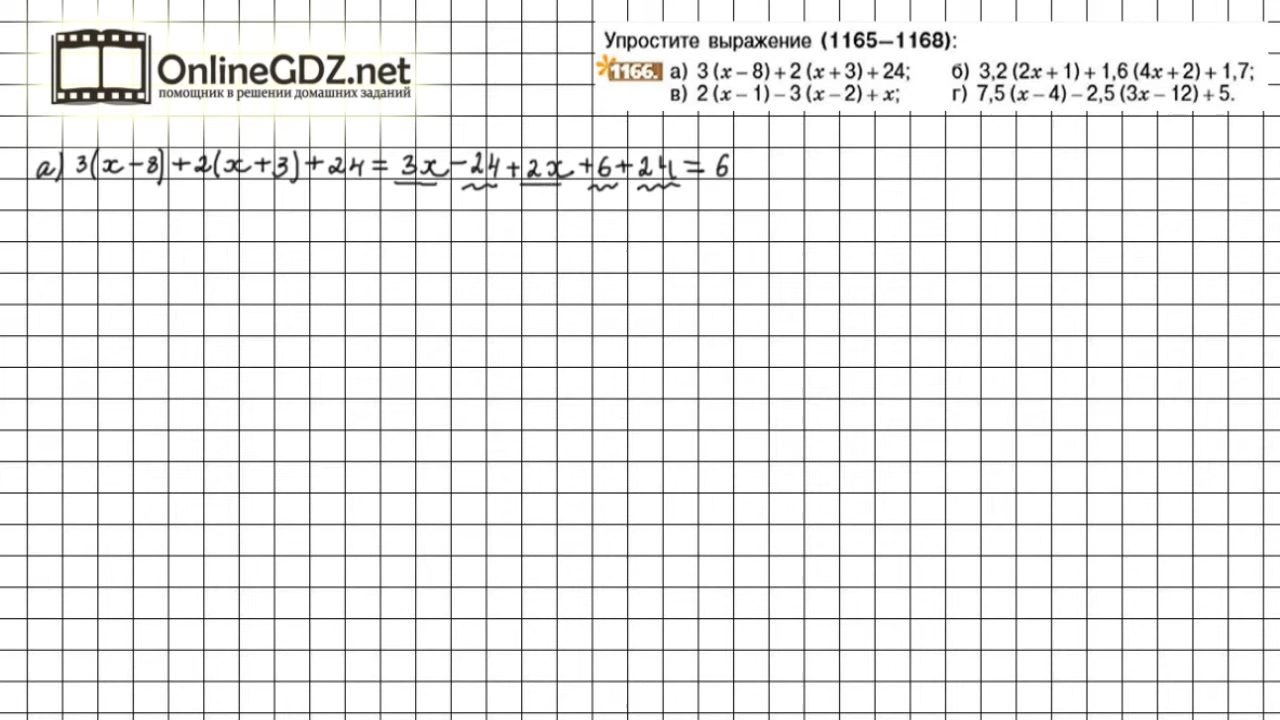 OnlineGDZ.net
помощник в решении домашних заданий
Упростите выражение (1165—1168):
1166. а) 3 (x − 8) + 2 (x + 3) + 24; б) 3,2 (2x + 1) + 1,6 (4x + 2) + 1,7;
в) 2 (x − 1) − 3 (x − 2) + x; г) 7,5 (x − 4) − 2,5 (3x − 12) + 5.
а) 3(x−8)+2(x+3)+24 = 3x −24 + 2x +6+24 = 6